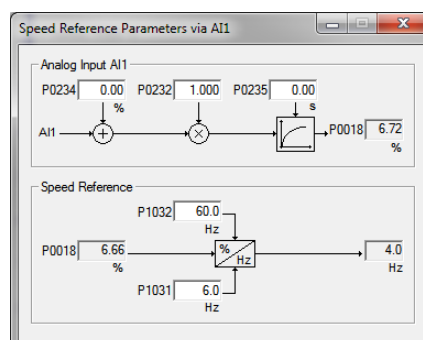 Speed Reference Parameters via AI1
Analog Input AI1
P0234 0.00 P0232 1.000 P0235 0.00
% s
AI1 + × P0018 6.72
%
Speed Reference
P1032 60.0
Hz
P0018 6.66 % Hz 4.0
% Hz
P1031 6.0
Hz